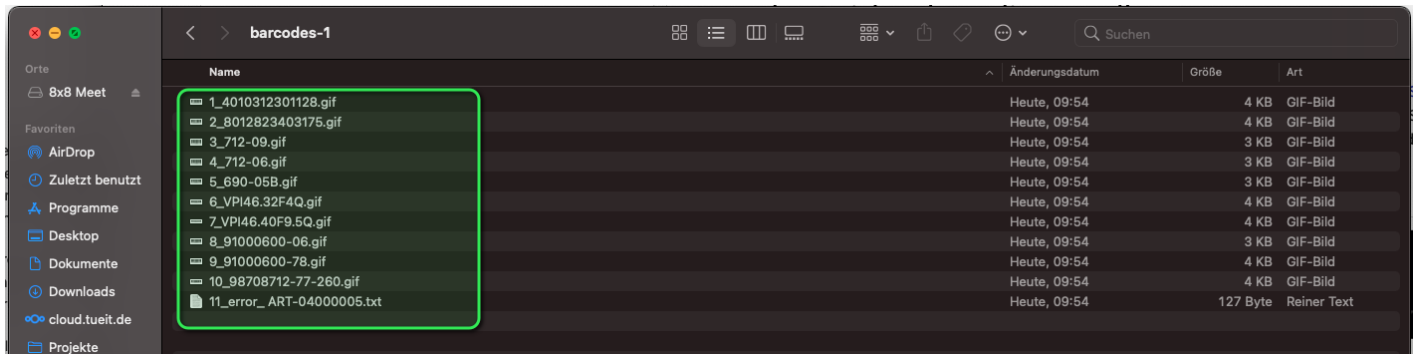 barcodes-1
Suchen
Orte
8x8 Meet
Favoriten
AirDrop
Zuletzt benutzt
Programme
Desktop
Dokumente
Downloads
cloud.tueit.de
Projekte
Name Änderungsdatum Größe Art
1_4010312301128.gif Heute, 09:54 4 KB GIF-Bild
2_8012823403175.gif Heute, 09:54 4 KB GIF-Bild
3_712-09.gif Heute, 09:54 3 KB GIF-Bild
4_712-06.gif Heute, 09:54 3 KB GIF-Bild
5_690-05B.gif Heute, 09:54 3 KB GIF-Bild
6_VPI46.32F4Q.gif Heute, 09:54 4 KB GIF-Bild
7_VPI46.40F9.5Q.gif Heute, 09:54 4 KB GIF-Bild
8_91000600-06.gif Heute, 09:54 3 KB GIF-Bild
9_91000600-78.gif Heute, 09:54 4 KB GIF-Bild
10_98708712-77-260.gif Heute, 09:54 4 KB GIF-Bild
11_error_ ART-04000005.txt Heute, 09:54 127 Byte Reiner Text